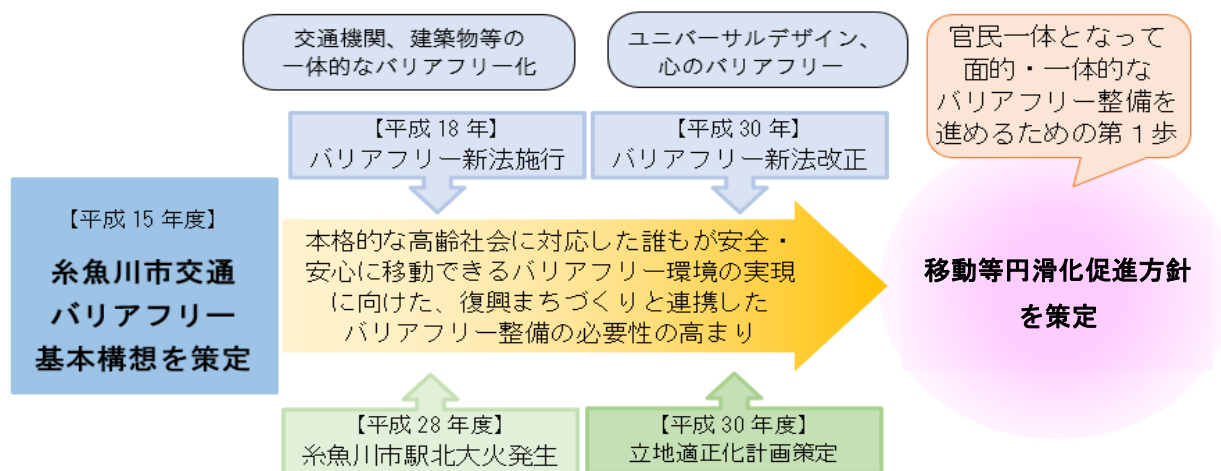 交通機関、建築物等の
一体的なバリアフリー化
ユニバーサルデザイン、
心のバリアフリー
官民一体となって
面的・一体的な
バリアフリー整備を
進めるための第1歩
【平成18年】
バリアフリー新法施行
【平成30年】
バリアフリー新法改正
【平成15年度】
糸魚川市交通
バリアフリー
基本構想を策定
本格的な高齢社会に対応した誰もが安全・
安心に移動できるバリアフリー環境の実現
に向けた、復興まちづくりと連携した
バリアフリー整備の必要性の高まり
移動等円滑化促進方針
を策定
【平成28年度】
糸魚川市駅北大火発生
【平成30年度】
立地適正化計画策定